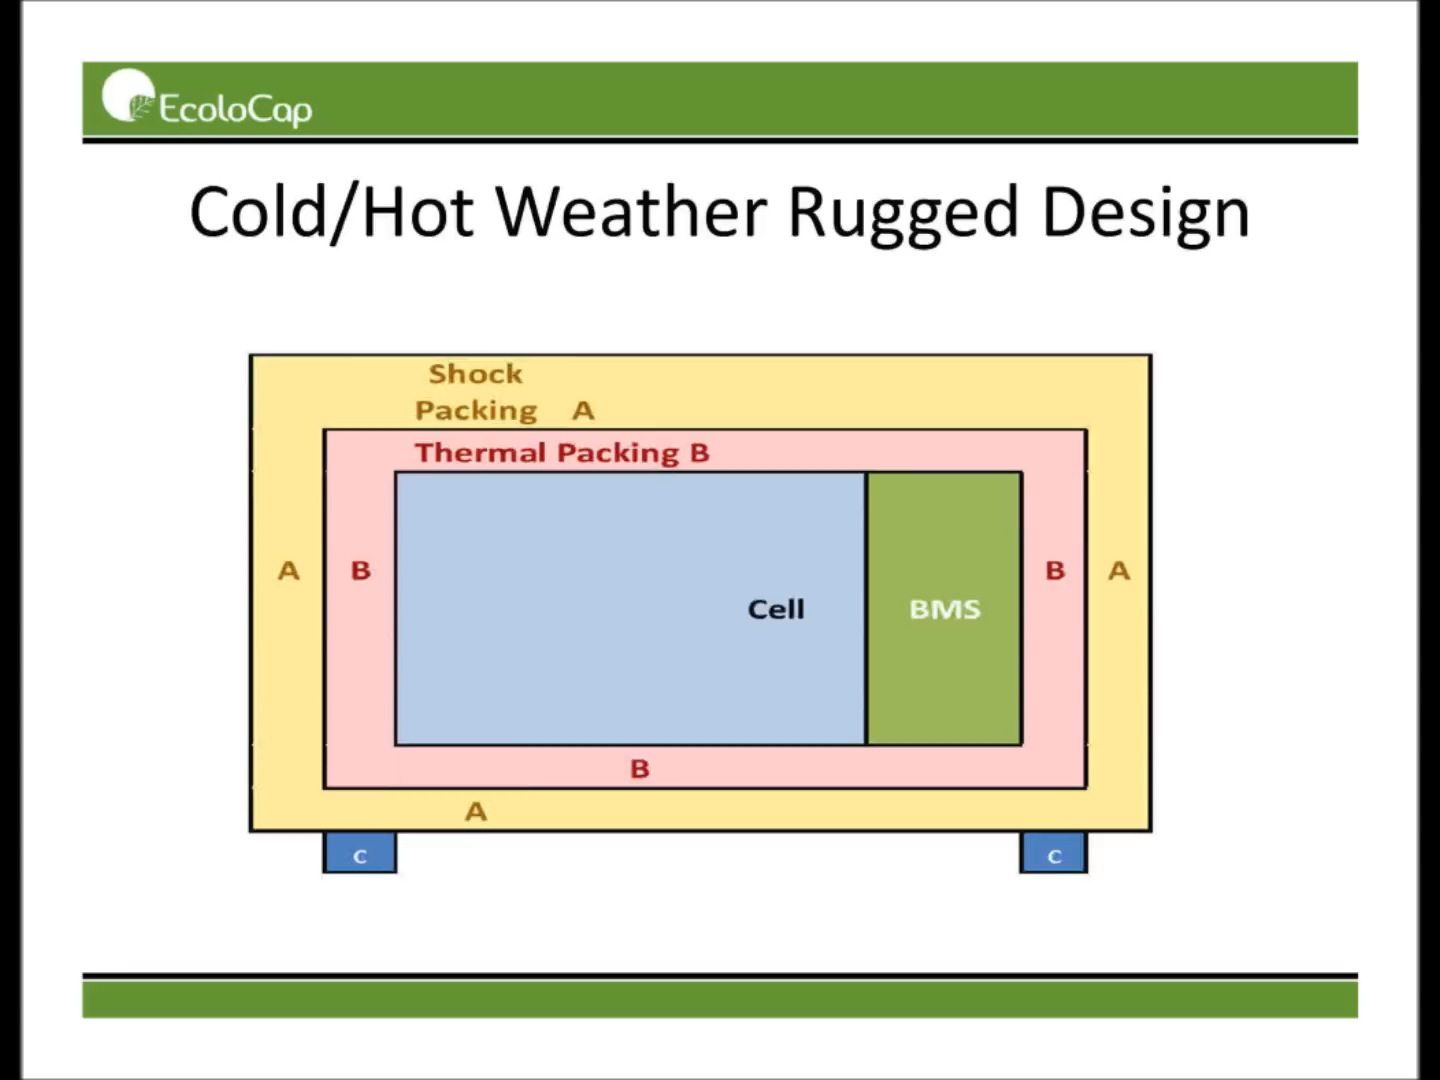 EcoloCap
Cold/Hot Weather Rugged Design
Shock
Packing A
Thermal Packing B
A B B A
Cell BMS
B
A
C C